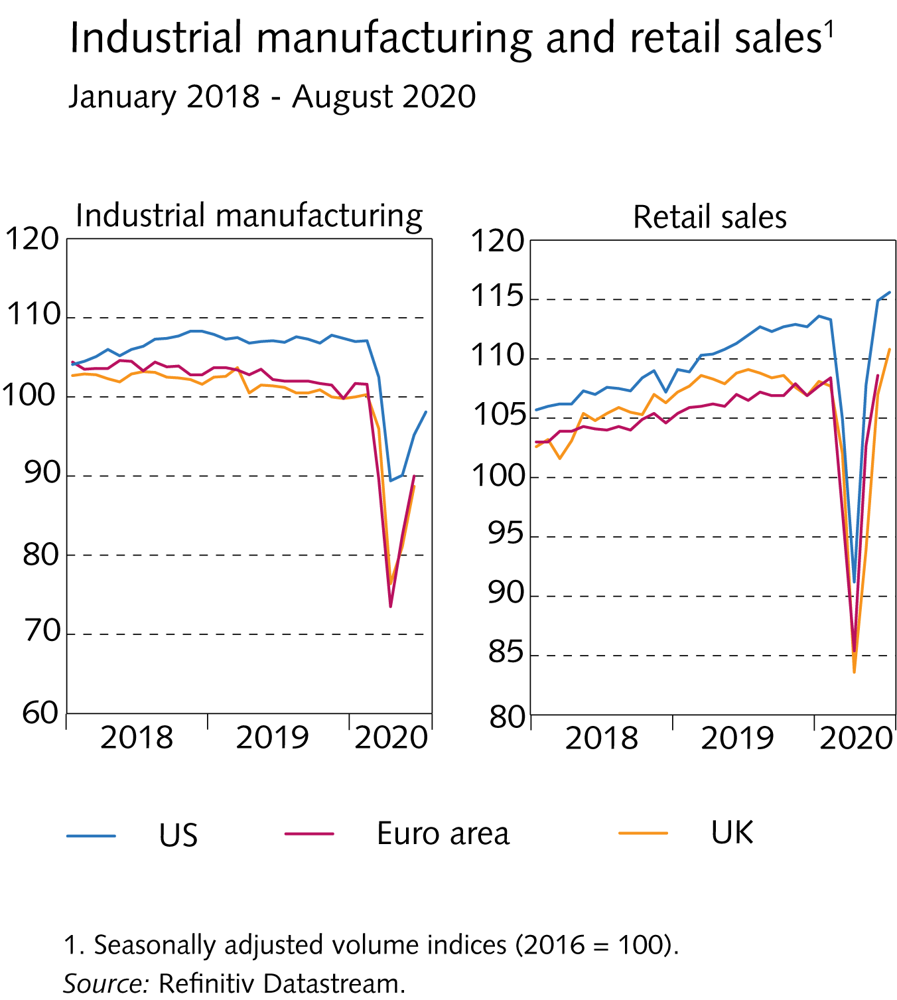 Industrial manufacturing and retail sales¹
January 2018 - August 2020
Industrial manufacturing
120
110
100
90
80
70
60
2018 2019 2020
Retail sales
120
115
110
105
100
95
90
85
80
2018 2019 2020
US Euro area UK
1. Seasonally adjusted volume indices (2016 = 100).
Source: Refinitiv Datastream.